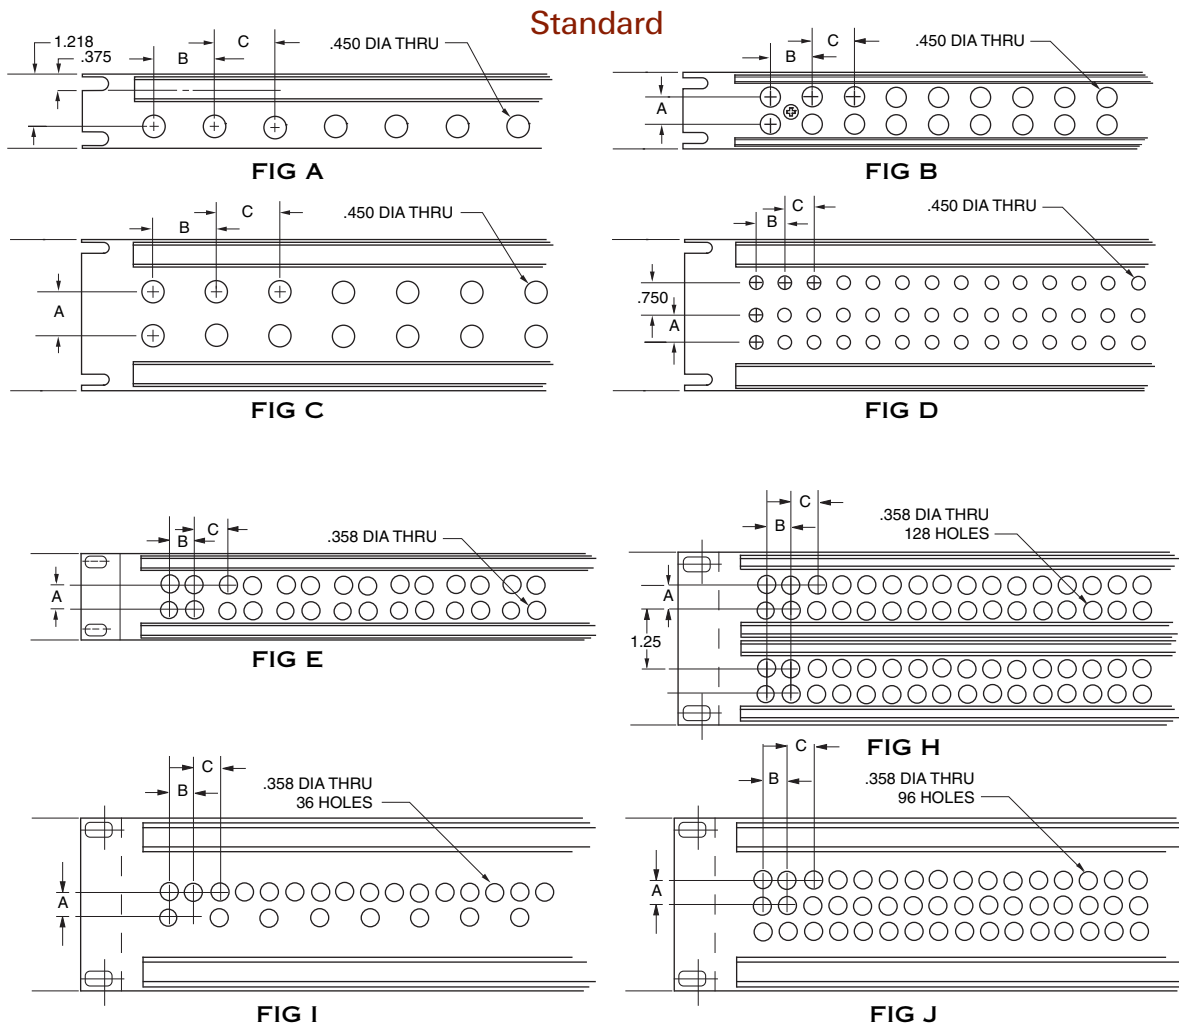 Standard
1.218
.375
B
C
.450 DIA THRU
FIG A
A
B
C
.450 DIA THRU
FIG B
A
B
C
.450 DIA THRU
FIG C
.750
A
B
C
.450 DIA THRU
FIG D
A
B
C
.358 DIA THRU
FIG E
A
1.25
B
C
.358 DIA THRU
128 HOLES
FIG H
A
B
C
.358 DIA THRU
36 HOLES
FIG I
A
B
C
.358 DIA THRU
96 HOLES
FIG J